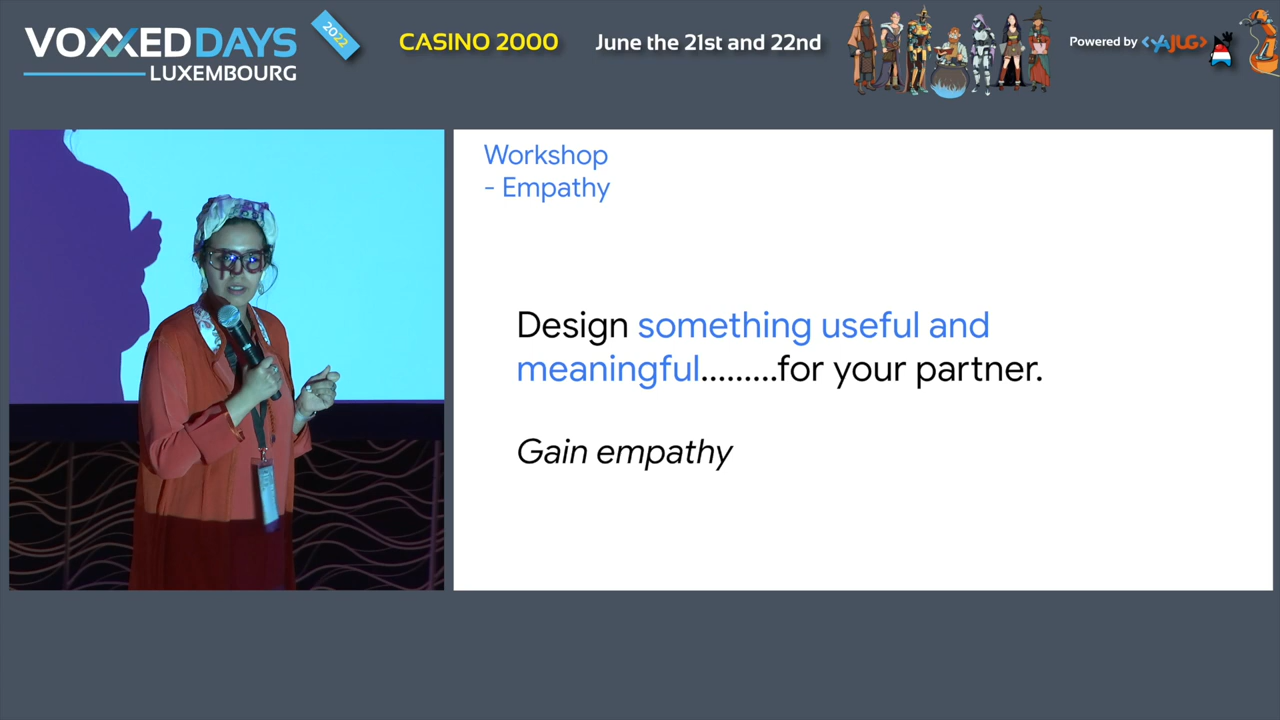 VOXXEDDAYS
LUXEMBOURG
2022
CASINO 2000
June the 21st and 22nd
Powered by <YAJUG>
Workshop
- Empathy
Design something useful and
meaningful.........for your partner.
Gain empathy